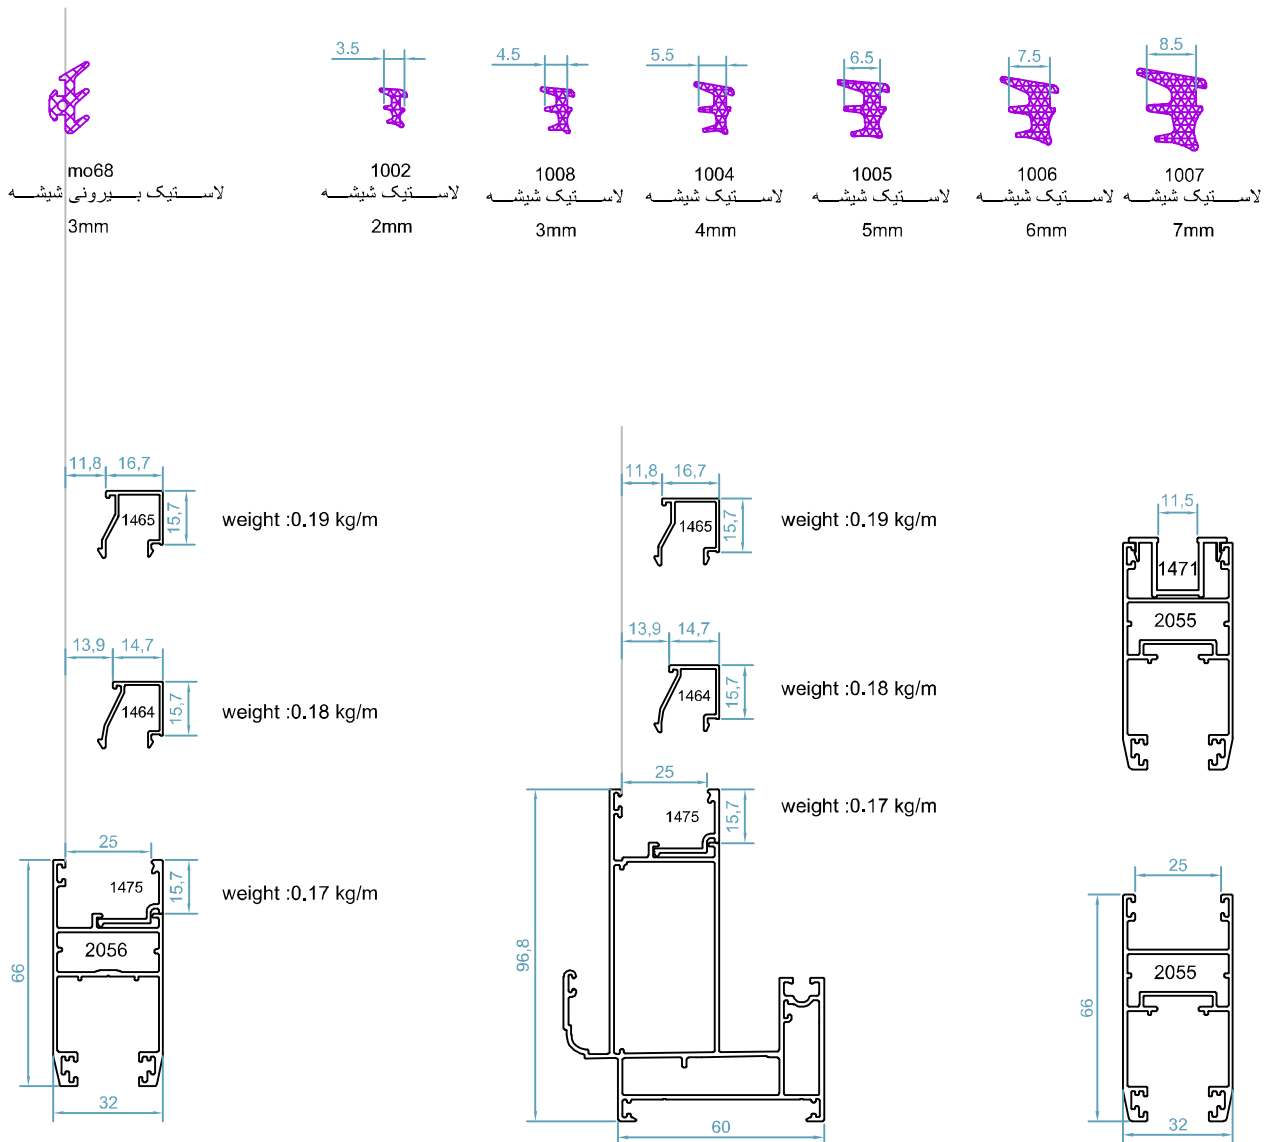 3.5
4.5
5.5
6.5
7.5
8.5
mo68
1002
1008
1004
1005
1006
1007
لاستیک بیرونی شیشه
لاستیک شیشه
لاستیک شیشه
لاستیک شیشه
لاستیک شیشه
لاستیک شیشه
لاستیک شیشه
3mm
2mm
3mm
4mm
5mm
6mm
7mm
11,8
16,7
1465
15,7
weight :0.19 kg/m
13,9
14,7
1464
15,7
weight :0.18 kg/m
25
1475
15,7
weight :0.17 kg/m
2056
66
32
11,8
16,7
1465
15,7
weight :0.19 kg/m
13,9
14,7
1464
15,7
weight :0.18 kg/m
25
1475
15,7
weight :0.17 kg/m
96,8
60
11,5
1471
2055
25
2055
66
32